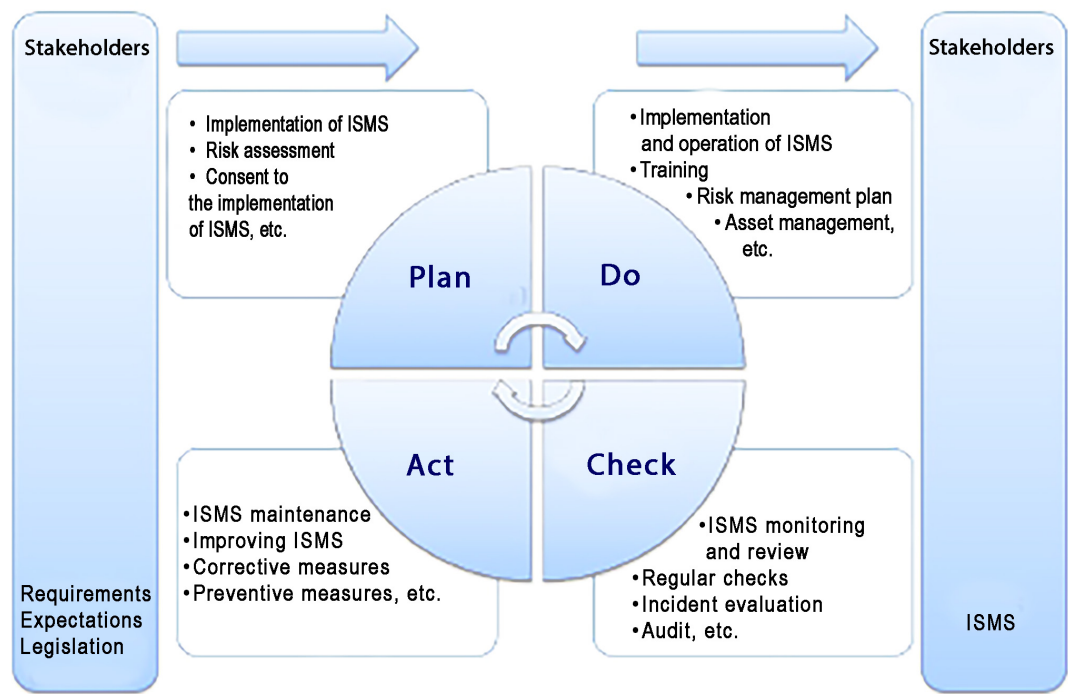 Stakeholders
Requirements
Expectations
Legislation
• Implementation of ISMS
• Risk assessment
• Consent to
the implementation
of ISMS, etc.
Plan
Do
•Implementation
and operation of ISMS
•Training
•Risk management plan
•Asset management,
etc.
Act
Check
•ISMS maintenance
•Improving ISMS
•Corrective measures
•Preventive measures, etc.
•ISMS monitoring
and review
•Regular checks
•Incident evaluation
•Audit, etc.
Stakeholders
ISMS